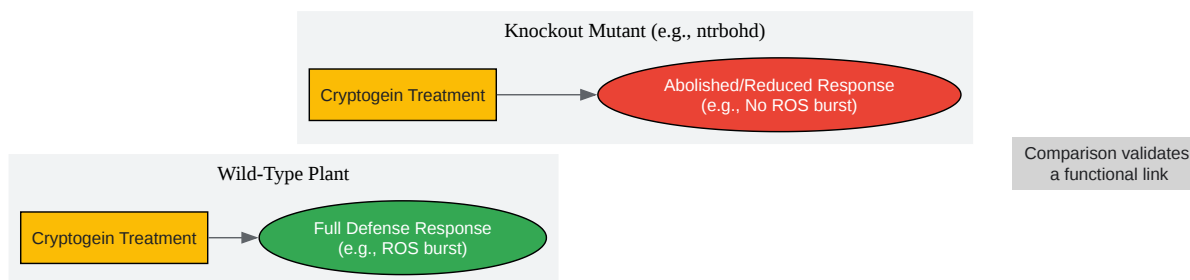 Knockout Mutant (e.g., ntrbohd)
Cryptogein Treatment
Abolished/Reduced Response
(e.g., No ROS burst)
Comparison validates
a functional link
Wild-Type Plant
Cryptogein Treatment
Full Defense Response
(e.g., ROS burst)